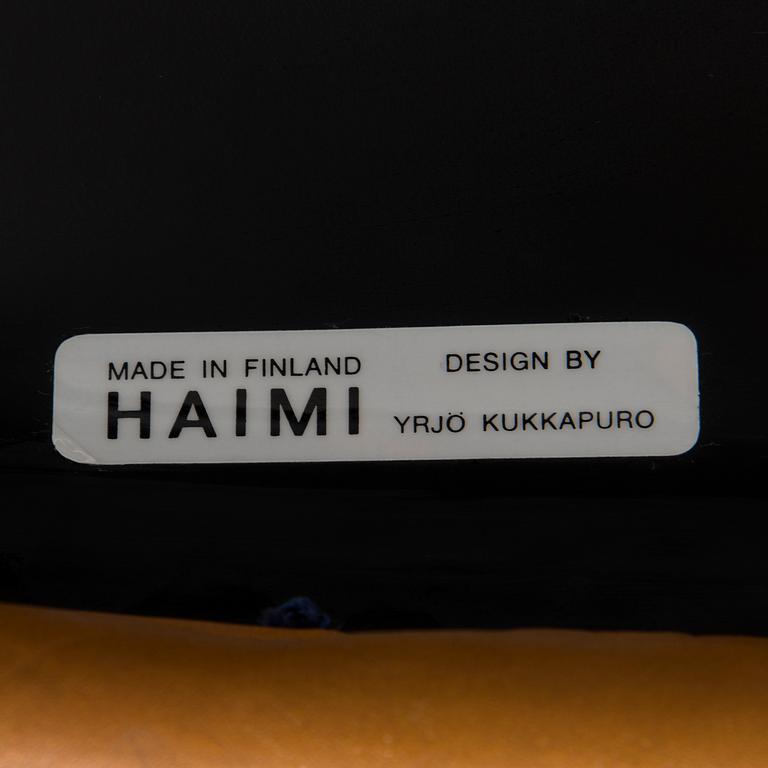 MADE IN FINLAND
HAIMI
DESIGN BY
YRJÖ KUKKAPURO